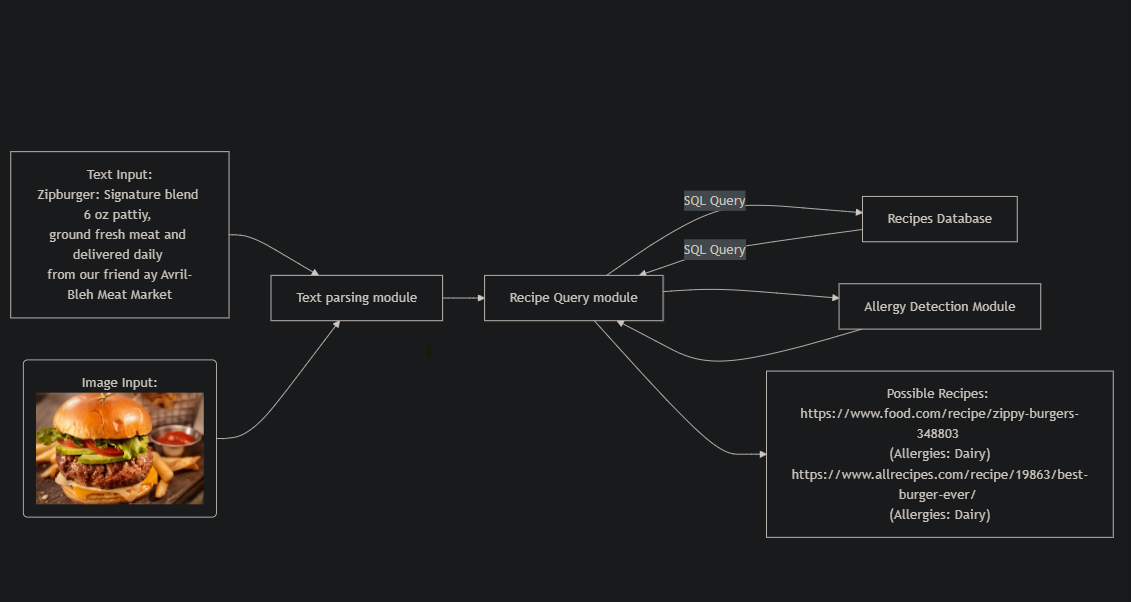 Text Input:
Zipburger: Signature blend
6 oz pattiy,
ground fresh meat and
delivered daily
from our friend ay Avril-
Bleh Meat Market
Image Input:
Text parsing module
Recipe Query module
SQL Query
SQL Query
Recipes Database
Allergy Detection Module
Possible Recipes:
https://www.food.com/recipe/zippy-burgers-
348803
(Allergies: Dairy)
https://www.allrecipes.com/recipe/19863/best-
burger-ever/
(Allergies: Dairy)